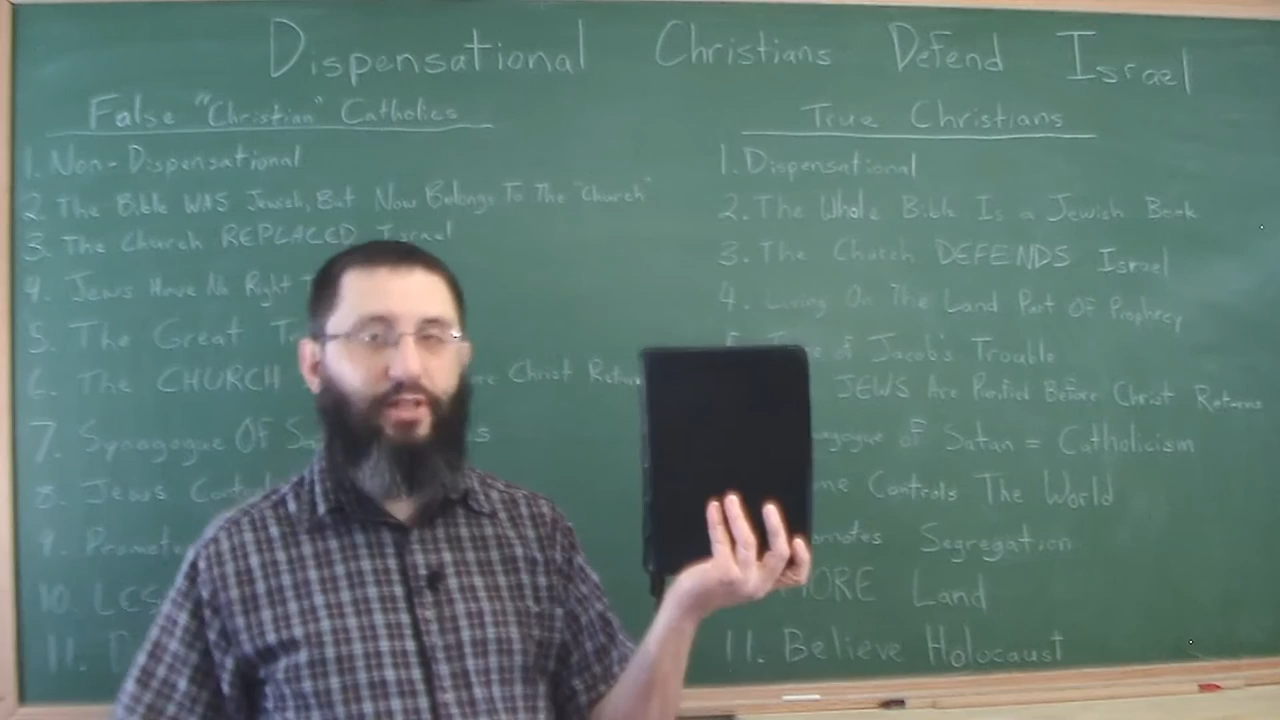 Dispensational Christians Defend Israel
False "Christian" Catholics
1. Non-Dispensational
2. The Bible WAS Jewish, But Now Belongs To The "Church"
3. The Church REPLACED Israel
4. Jews Have No Right
5. The Great
6. The CHURCH Christ
7. Synagogue Of
8. Jews
9.
10.
11.
True Christians
1. Dispensational
2. The Whole Bible Is a Jewish Book
3. The Church DEFENDS Israel
4. Living On The Land Part Of Prophecy
of Jacob's Trouble
JEWS Are Purified Before Christ Returns
of Satan = Catholicism
Controls The World
Segregation
MORE Land
11. Believe Holocaust